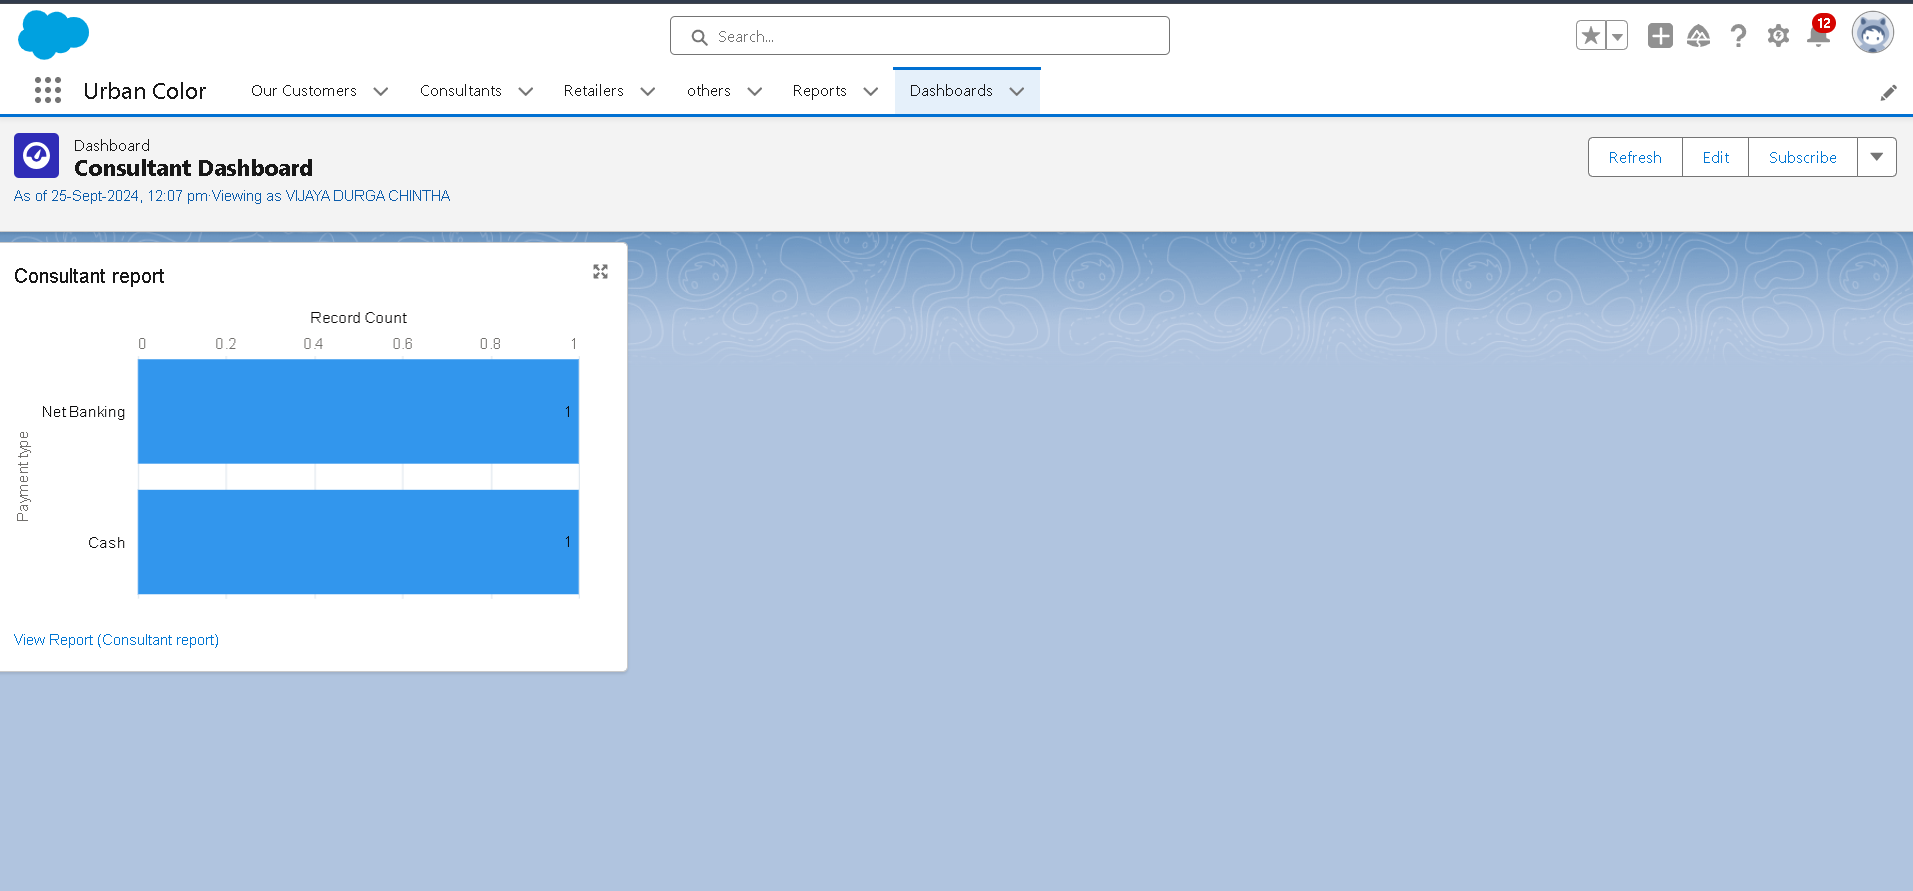 Search...
12
Urban Color
Our Customers
Consultants
Retailers
others
Reports
Dashboards
Dashboard
Consultant Dashboard
As of 25-Sept-2024, 12:07 pm·Viewing as VIJAYA DURGA CHINTHA
Refresh
Edit
Subscribe
Consultant report
Record Count
0 0.2 0.4 0.6 0.8 1
Payment type
Net Banking 1
Cash 1
View Report (Consultant report)